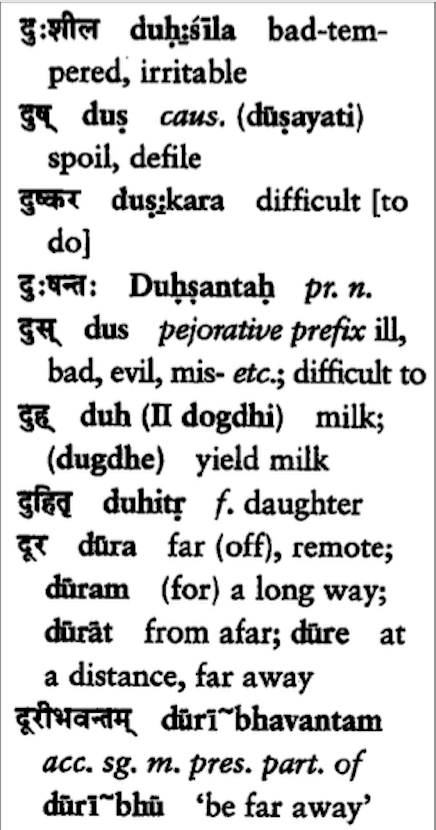 दुःशील duḥ:śīla bad-tem-
pered, irritable
दुष् duṣ caus. (dūṣayati)
spoil, defile
दुष्कर duṣ:kara difficult [to
do]
दुःषन्तः Duḥṣantaḥ pr. n.
दुस् dus pejorative prefix ill,
bad, evil, mis- etc.; difficult to
दुह् duh (II dogdhi) milk;
(dugdhe) yield milk
दुहितृ duhitṛ f. daughter
दूर dūra far (off), remote;
dūram (for) a long way;
dūrāt from afar; dūre at
a distance, far away
दूरीभवन्तम् dūrī~bhavantam
acc. sg. m. pres. part. of
dūrī~bhū ‘be far away’